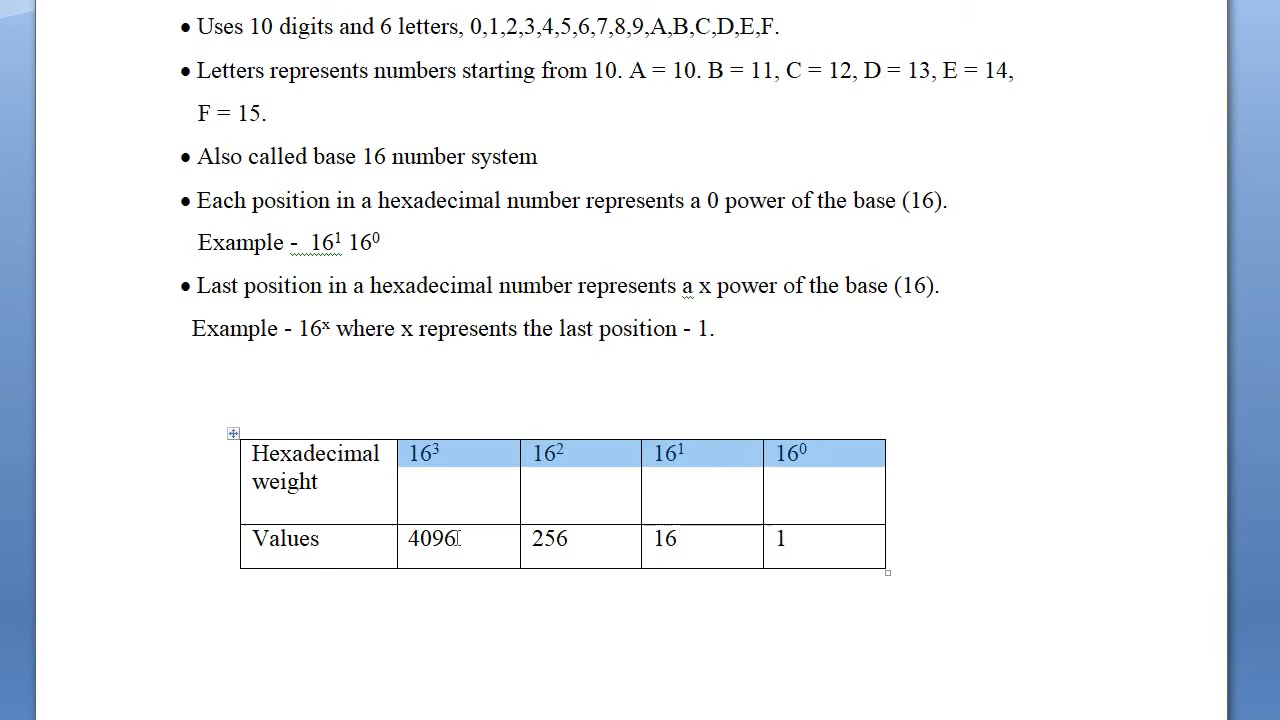 • Uses 10 digits and 6 letters, 0,1,2,3,4,5,6,7,8,9,A,B,C,D,E,F.
• Letters represents numbers starting from 10. A = 10. B = 11, C = 12, D = 13, E = 14,
F = 15.
• Also called base 16 number system
• Each position in a hexadecimal number represents a 0 power of the base (16).
Example - 16¹ 16⁰
• Last position in a hexadecimal number represents a x power of the base (16).
Example - 16ˣ where x represents the last position - 1.
Hexadecimal weight 16³ 16² 16¹ 16⁰
Values 4096 256 16 1